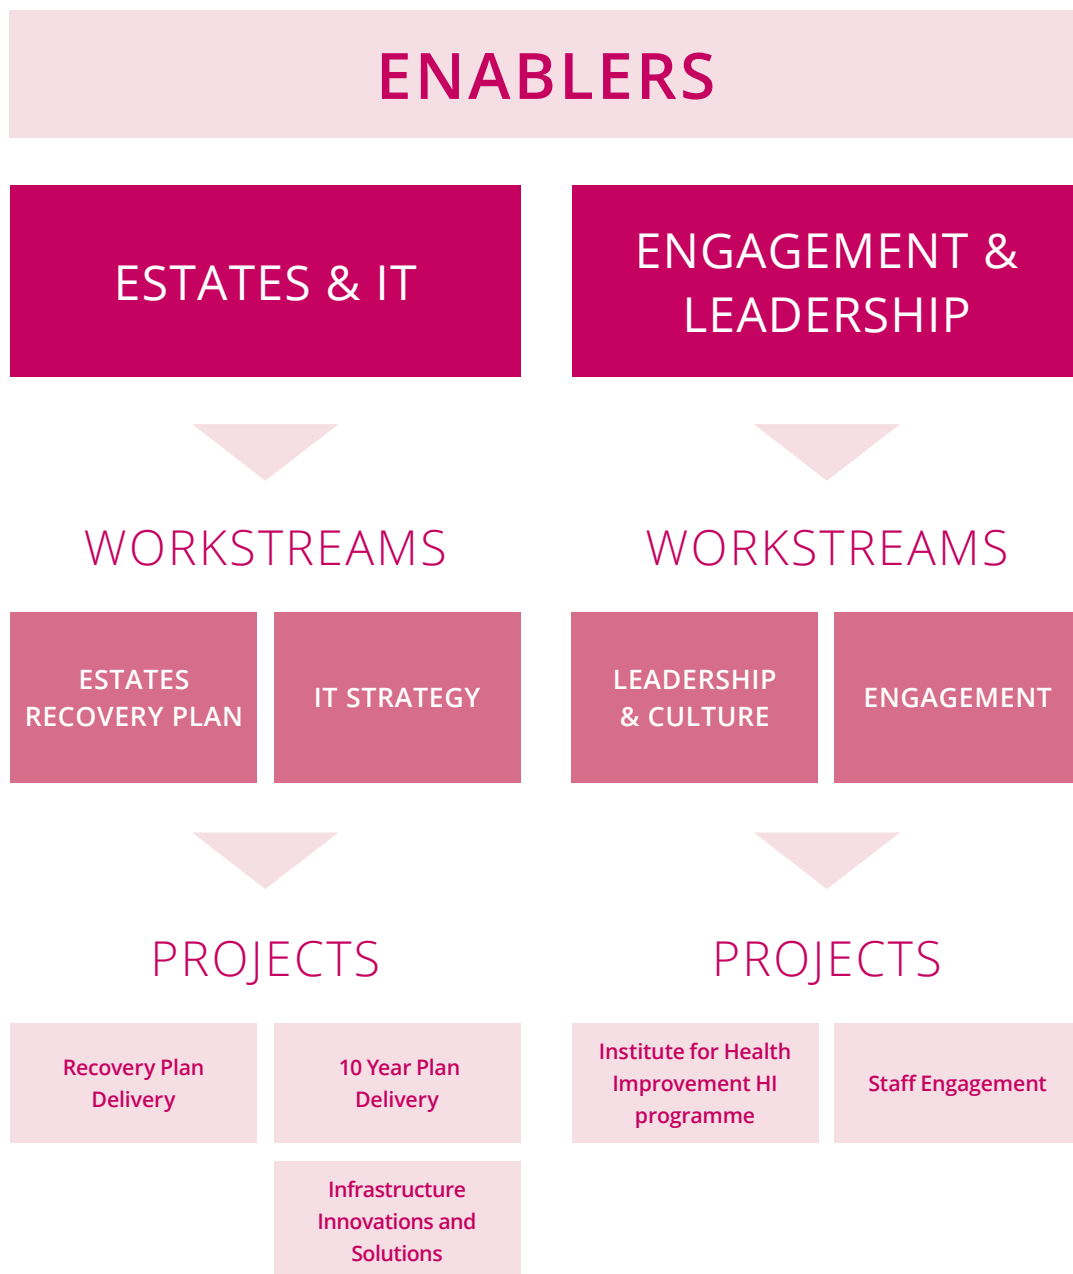 ENABLERS
ESTATES & IT
ENGAGEMENT &
LEADERSHIP
WORKSTREAMS
WORKSTREAMS
ESTATES
RECOVERY PLAN
IT STRATEGY
LEADERSHIP
& CULTURE
ENGAGEMENT
PROJECTS
PROJECTS
Recovery Plan
Delivery
10 Year Plan
Delivery
Institute for Health
Improvement HI
programme
Staff Engagement
Infrastructure
Innovations and
Solutions